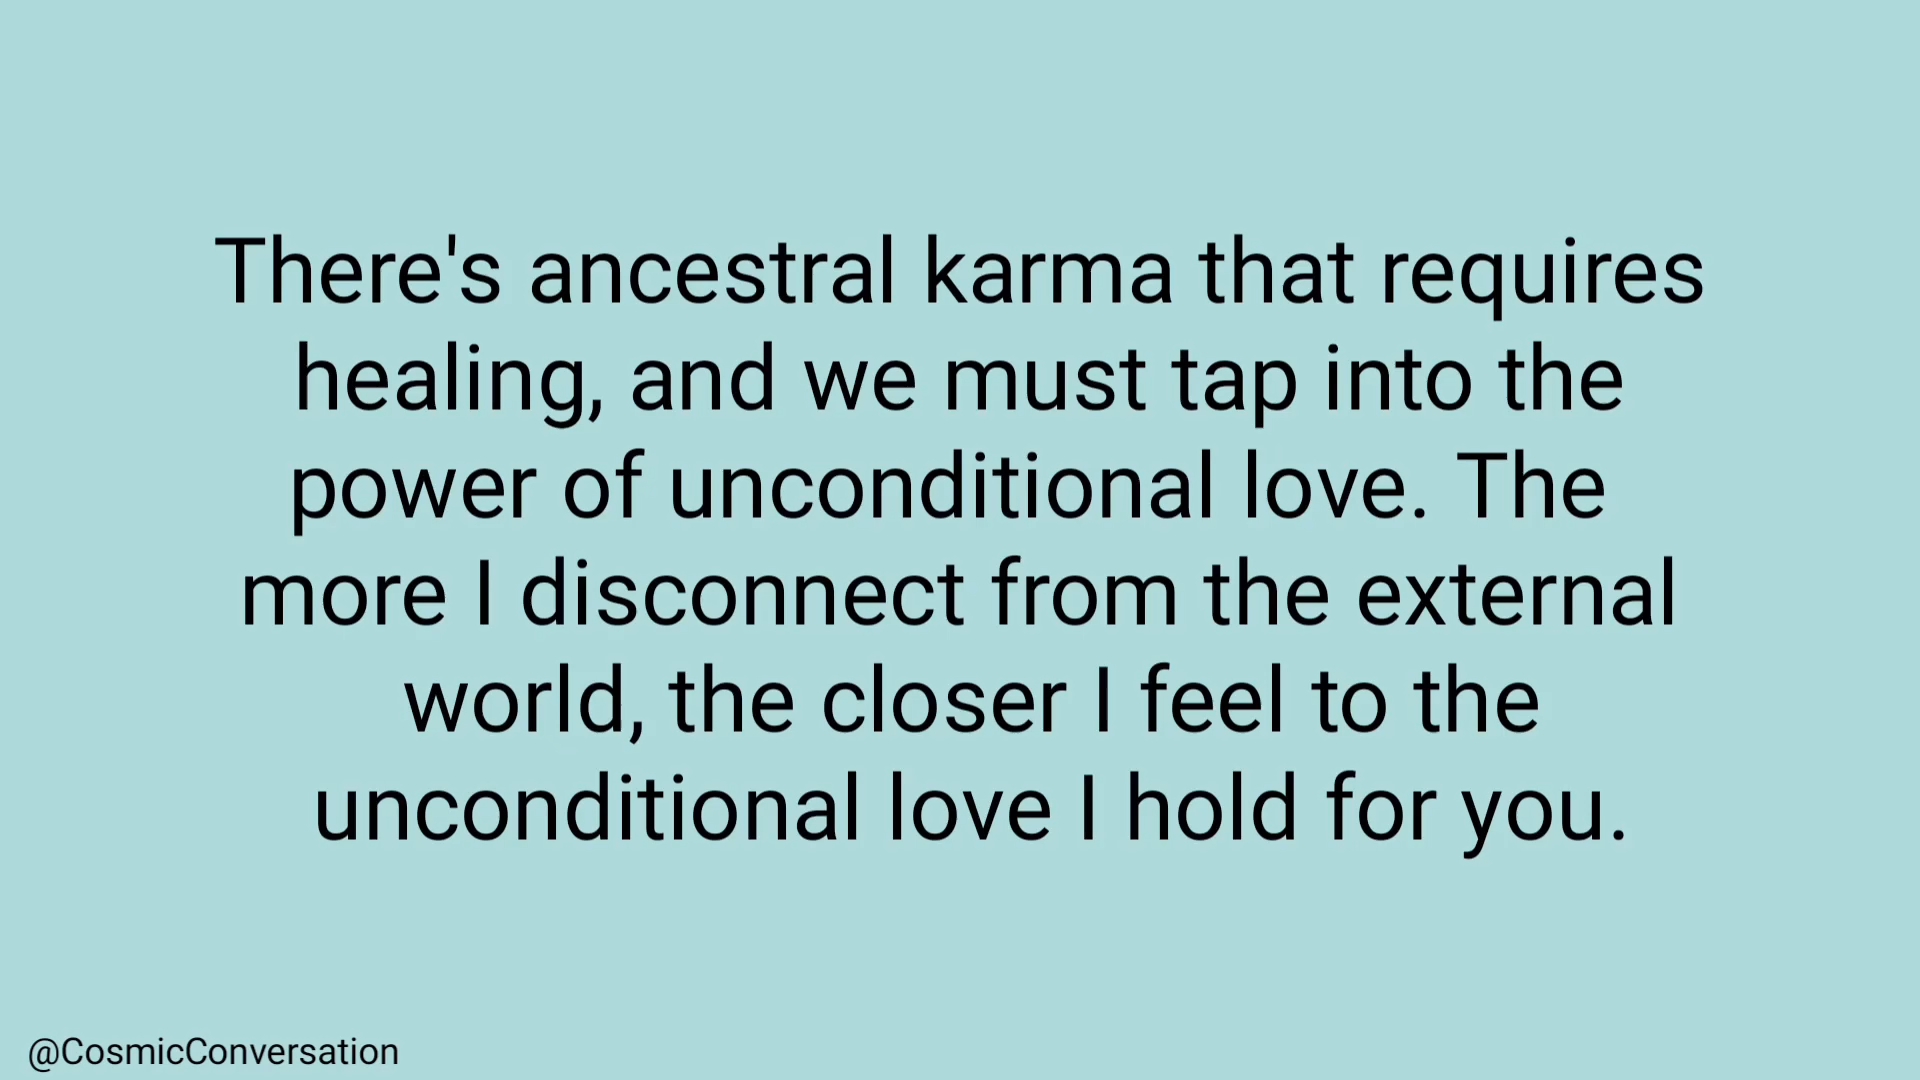 There's ancestral karma that requires
healing, and we must tap into the
power of unconditional love. The
more I disconnect from the external
world, the closer I feel to the
unconditional love I hold for you.
@CosmicConversation